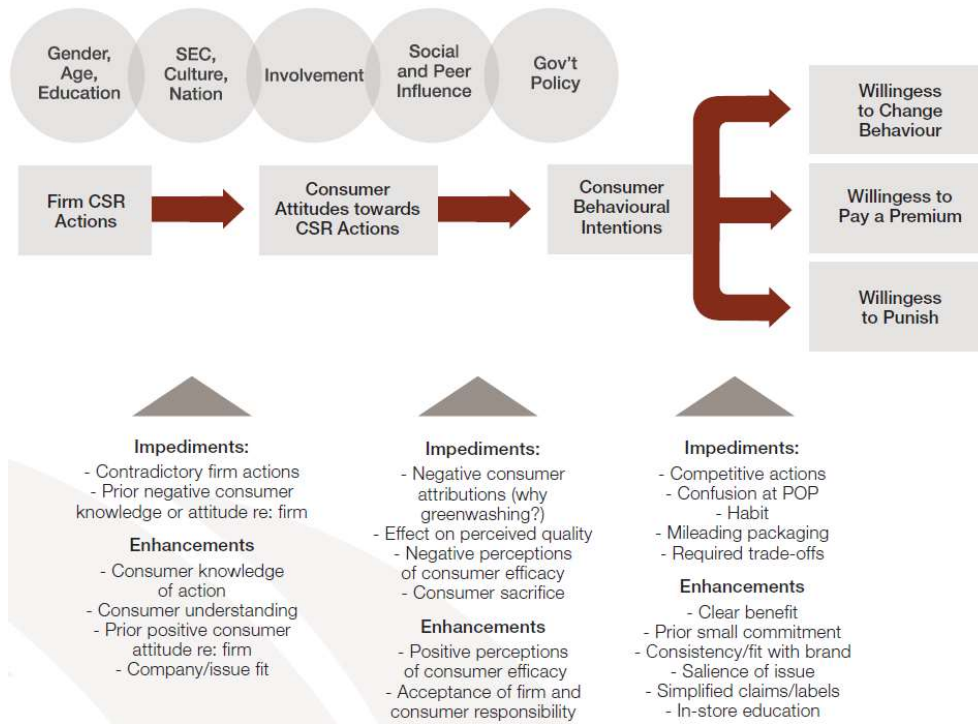 Gender,
Age,
Education
SEC,
Culture,
Nation
Involvement
Social
and Peer
Influence
Gov't
Policy
Firm CSR
Actions
Consumer
Attitudes towards
CSR Actions
Consumer
Behavioural
Intentions
Willingess
to Change
Behaviour
Willingess to
Pay a Premium
Willingess
to Punish
Impediments:
- Contradictory firm actions
- Prior negative consumer
knowledge or attitude re: firm
Enhancements
- Consumer knowledge
of action
- Consumer understanding
- Prior positive consumer
attitude re: firm
- Company/issue fit
Impediments:
- Negative consumer
attributions (why
greenwashing?)
- Effect on perceived quality
- Negative perceptions
of consumer efficacy
- Consumer sacrifice
Enhancements
- Positive perceptions
of consumer efficacy
- Acceptance of firm and
consumer responsibility
Impediments:
- Competitive actions
- Confusion at POP
- Habit
- Mileading packaging
- Required trade-offs
Enhancements
- Clear benefit
- Prior small commitment
- Consistency/fit with brand
- Salience of issue
- Simplified claims/labels
- In-store education